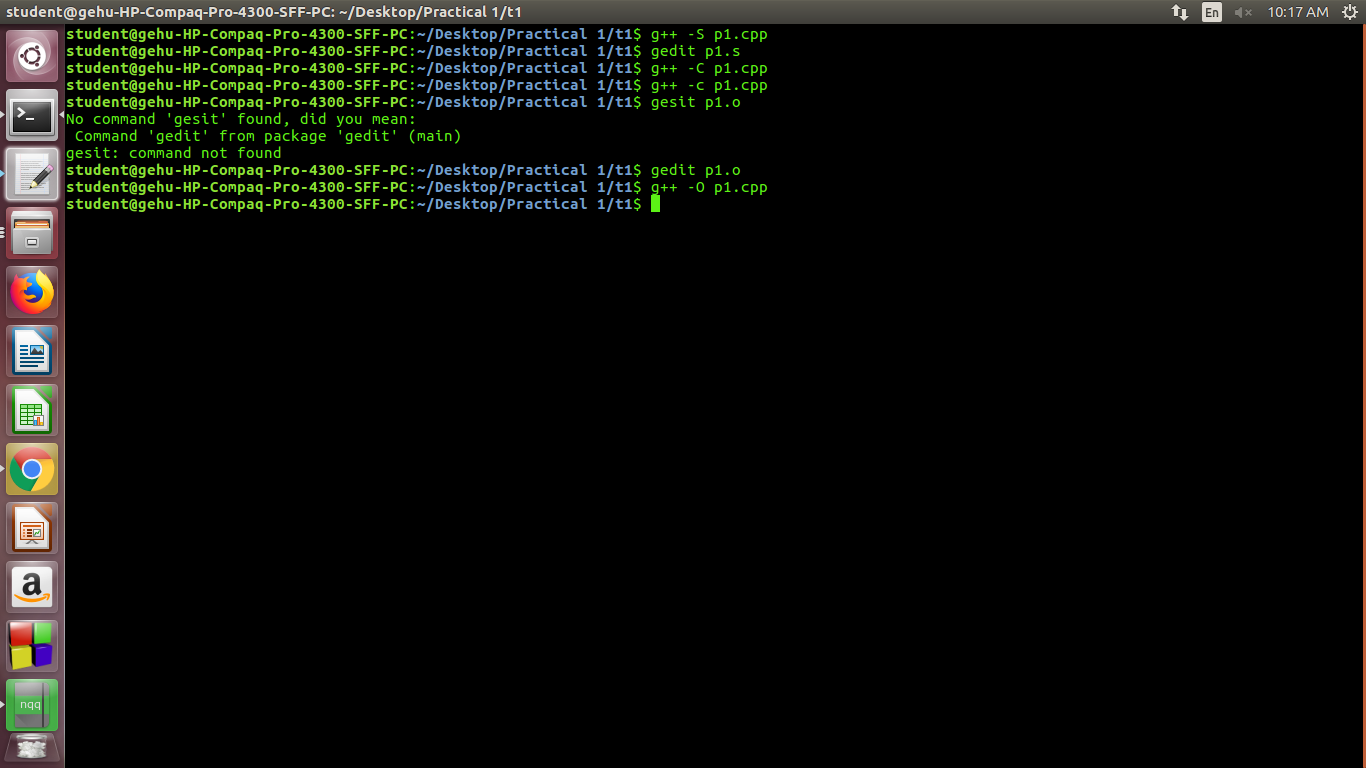 student@gehu-HP-Compaq-Pro-4300-SFF-PC: ~/Desktop/Practical 1/t1
En
10:17 AM
student@gehu-HP-Compaq-Pro-4300-SFF-PC:~/Desktop/Practical 1/t1$ g++ -S p1.cpp
student@gehu-HP-Compaq-Pro-4300-SFF-PC:~/Desktop/Practical 1/t1$ gedit p1.s
student@gehu-HP-Compaq-Pro-4300-SFF-PC:~/Desktop/Practical 1/t1$ g++ -C p1.cpp
student@gehu-HP-Compaq-Pro-4300-SFF-PC:~/Desktop/Practical 1/t1$ g++ -c p1.cpp
student@gehu-HP-Compaq-Pro-4300-SFF-PC:~/Desktop/Practical 1/t1$ gesit p1.o
No command 'gesit' found, did you mean:
 Command 'gedit' from package 'gedit' (main)
gesit: command not found
student@gehu-HP-Compaq-Pro-4300-SFF-PC:~/Desktop/Practical 1/t1$ gedit p1.o
student@gehu-HP-Compaq-Pro-4300-SFF-PC:~/Desktop/Practical 1/t1$ g++ -O p1.cpp
student@gehu-HP-Compaq-Pro-4300-SFF-PC:~/Desktop/Practical 1/t1$
a
nqq